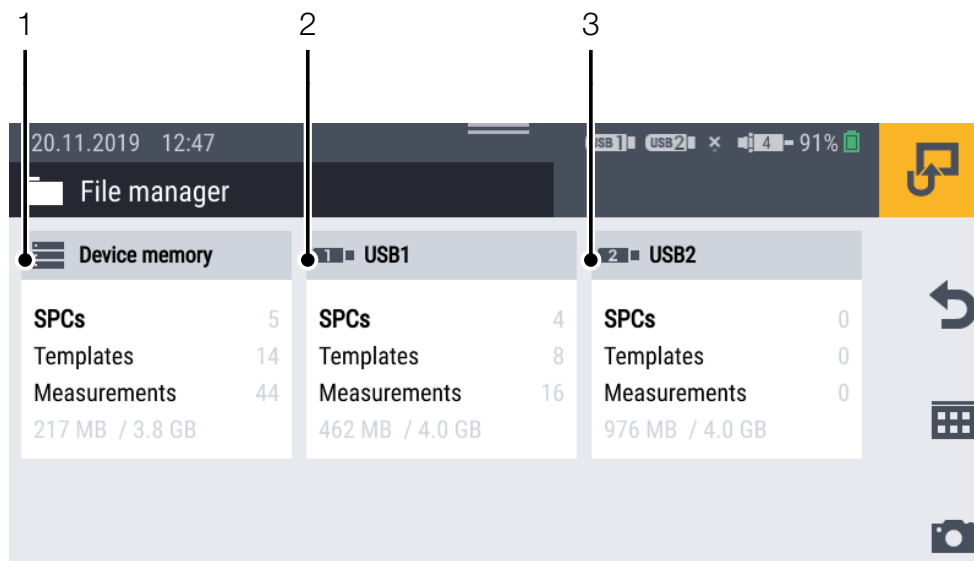 1 2 3
20.11.2019 12:47 USB1 USB2 4 91%
File manager
Device memory
SPCs 5
Templates 14
Measurements 44
217 MB / 3.8 GB
1 USB1
SPCs 4
Templates 8
Measurements 16
462 MB / 4.0 GB
2 USB2
SPCs 0
Templates 0
Measurements 0
976 MB / 4.0 GB